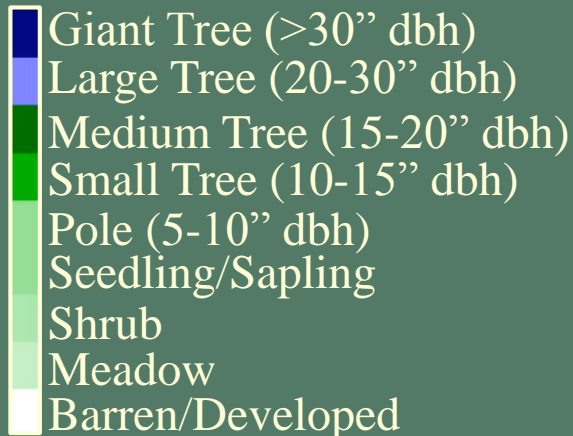 Giant Tree (>30” dbh)
Large Tree (20-30” dbh)
Medium Tree (15-20” dbh)
Small Tree (10-15” dbh)
Pole (5-10” dbh)
Seedling/Sapling
Shrub
Meadow
Barren/Developed